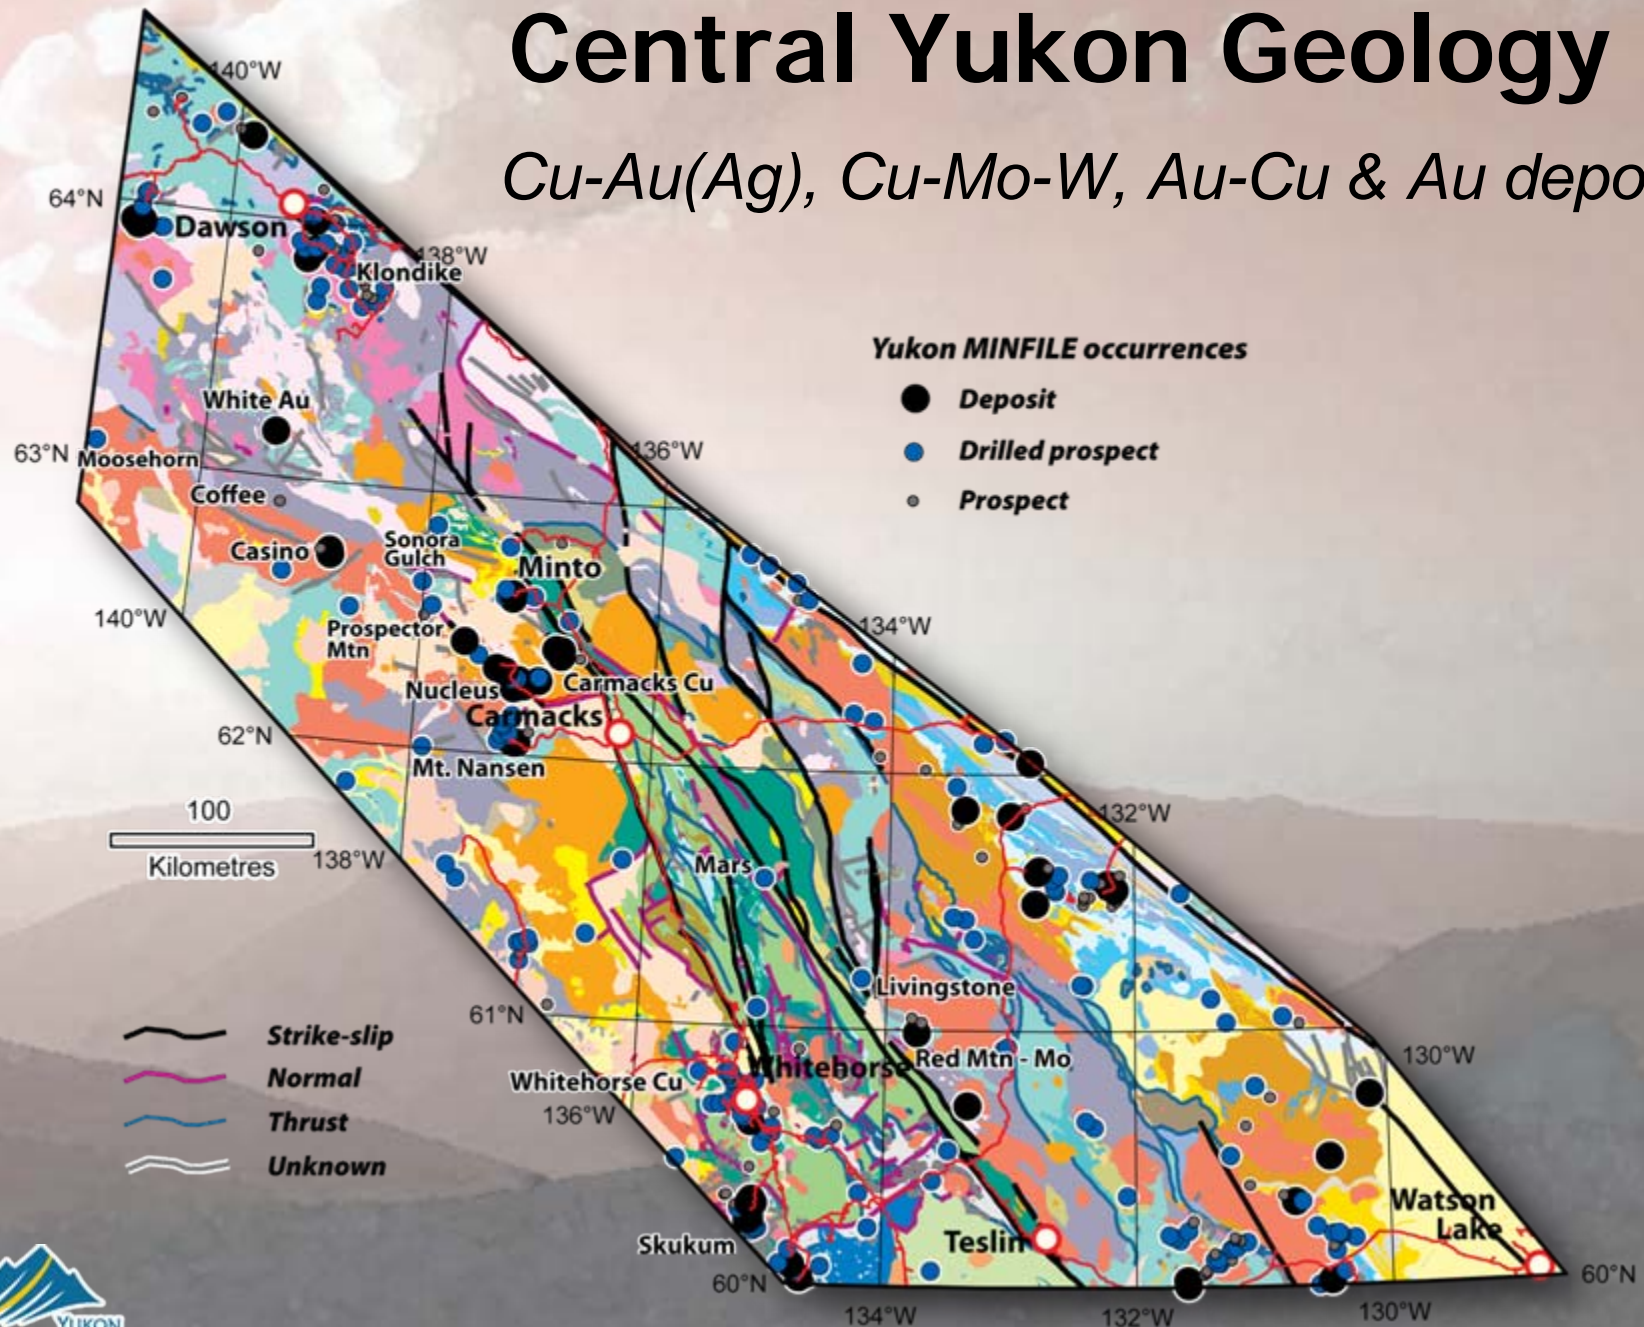 Central Yukon Geology
Cu-Au(Ag), Cu-Mo-W, Au-Cu & Au depo
140°W
64°N
Dawson
138°W
Klondike
Yukon MINFILE occurrences
Deposit
Drilled prospect
Prospect
White Au
136°W
63°N
Moosehorn
Coffee
Casino
Sonora
Gulch
Minto
140°W
134°W
Prospector
Mtn
Nucleus
Carmacks Cu
Carmacks
62°N
Mt. Nansen
100
Kilometres
138°W
132°W
Mars
Livingstone
61°N
Strike-slip
Normal
Thrust
Unknown
Whitehorse
Red Mtn - Mo
130°W
Whitehorse Cu
136°W
Watson
Lake
Skukum
Teslin
60°N
60°N
134°W
132°W
130°W
YUKON